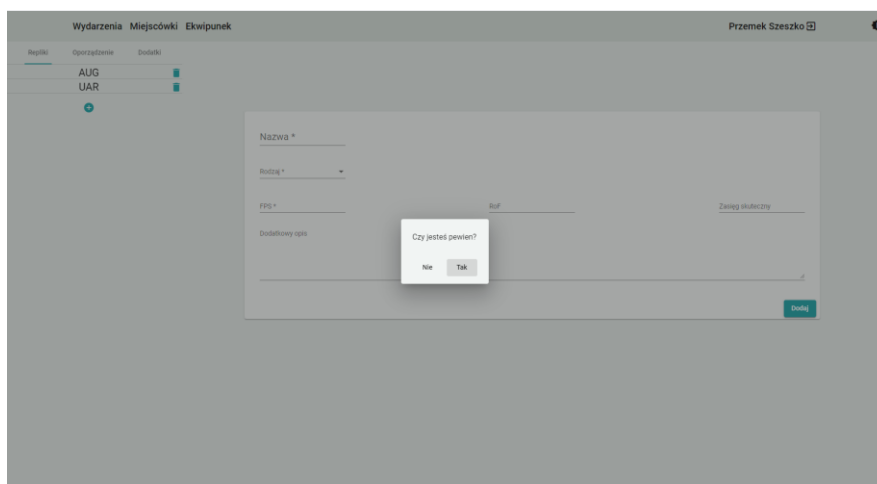 Wydarzenia Miejscówki Ekwipunek Przemek Szeszko
Repliki Oporządzenie Dodatki
AUG
UAR
Nazwa *
Rodzaj *
FPS * RoF Zasięg skuteczny
Dodatkowy opis
Czy jesteś pewien?
Nie Tak
Dodaj